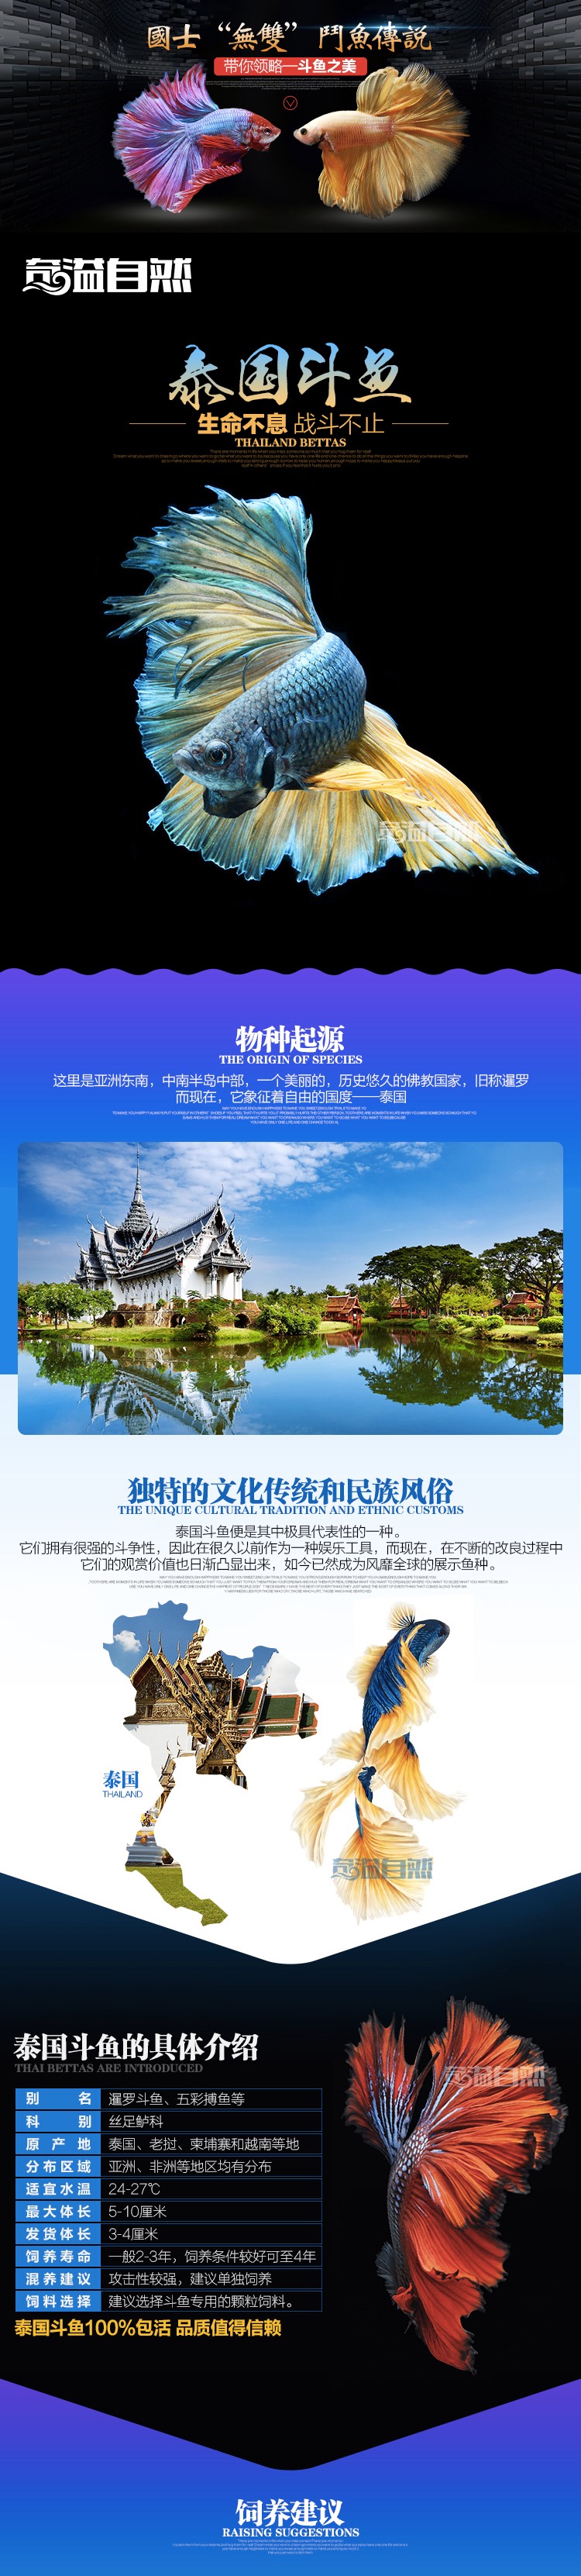 國士“無雙”鬥魚傳說
带你领略—斗鱼之美
奇溢自然
泰国斗鱼
生命不息 战斗不止
THAILAND BETTAS
奇溢自然
物种起源
THE ORIGIN OF SPECIES
这里是亚洲东南，中南半岛中部，一个美丽的，历史悠久的佛教国家，旧称暹罗
而现在，它象征着自由的国度——泰国
独特的文化传统和民族风俗
THE UNIQUE CULTURAL TRADITION AND ETHNIC CUSTOMS
泰国斗鱼便是其中极具代表性的一种。
它们拥有很强的斗争性，因此在很久以前作为一种娱乐工具，而现在，在不断的改良过程中
它们的观赏价值也日渐凸显出来，如今已然成为风靡全球的展示鱼种。
泰国
THAILAND
奇溢自然
泰国斗鱼的具体介绍
THAI BETTAS ARE INTRODUCED
奇溢自然
别名 暹罗斗鱼、五彩搏鱼等
科别 丝足鲈科
原产地 泰国、老挝、柬埔寨和越南等地
分布区域 亚洲、非洲等地区均有分布
适宜水温 24-27℃
最大体长 5-10厘米
发货体长 3-4厘米
饲养寿命 一般2-3年，饲养条件较好可至4年
混养建议 攻击性较强，建议单独饲养
饲料选择 建议选择斗鱼专用的颗粒饲料。
泰国斗鱼100%包活 品质值得信赖
饲养建议
RAISING SUGGESTIONS